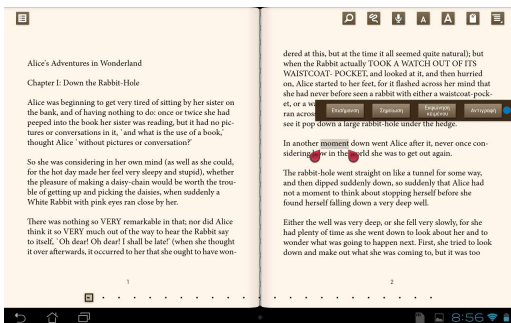 Alice's Adventures in Wonderland
Chapter I: Down the Rabbit-Hole
Alice was beginning to get very tired of sitting by her sister on
the bank, and of having nothing to do: once or twice she had
peeped into the book her sister was reading, but it had no pic-
tures or conversations in it, `and what is the use of a book,'
thought Alice `without pictures or conversation?'
So she was considering in her own mind (as well as she could,
for the hot day made her feel very sleepy and stupid), whether
the pleasure of making a daisy-chain would be worth the trou-
ble of getting up and picking the daisies, when suddenly a
White Rabbit with pink eyes ran close by her.
There was nothing so VERY remarkable in that; nor did Alice
think it so VERY much out of the way to hear the Rabbit say
to itself, `Oh dear! Oh dear! I shall be late!' (when she thought
it over afterwards, it occurred to her that she ought to have won-
1
dered at this, but at the time it all seemed quite natural); but
when the Rabbit actually TOOK A WATCH OUT OF ITS
WAISTCOAT- POCKET, and looked at it, and then hurried
on, Alice started to her feet, for it flashed across her mind that
she had never before seen a rabbit with either a waistcoat-pock-
et, or a wa
Επισήμανση Σημείωση Εκφώνηση κειμένου Αντιγραφή
ran across
see it pop down a large rabbit-hole under the hedge.
In another moment down went Alice after it, never once con-
sidering how in the world she was to get out again.
The rabbit-hole went straight on like a tunnel for some way,
and then dipped suddenly down, so suddenly that Alice had
not a moment to think about stopping herself before she
found herself falling down a very deep well.
Either the well was very deep, or she fell very slowly, for she
had plenty of time as she went down to look about her and to
wonder what was going to happen next. First, she tried to look
down and make out what she was coming to, but it was too
2
A A
8:56